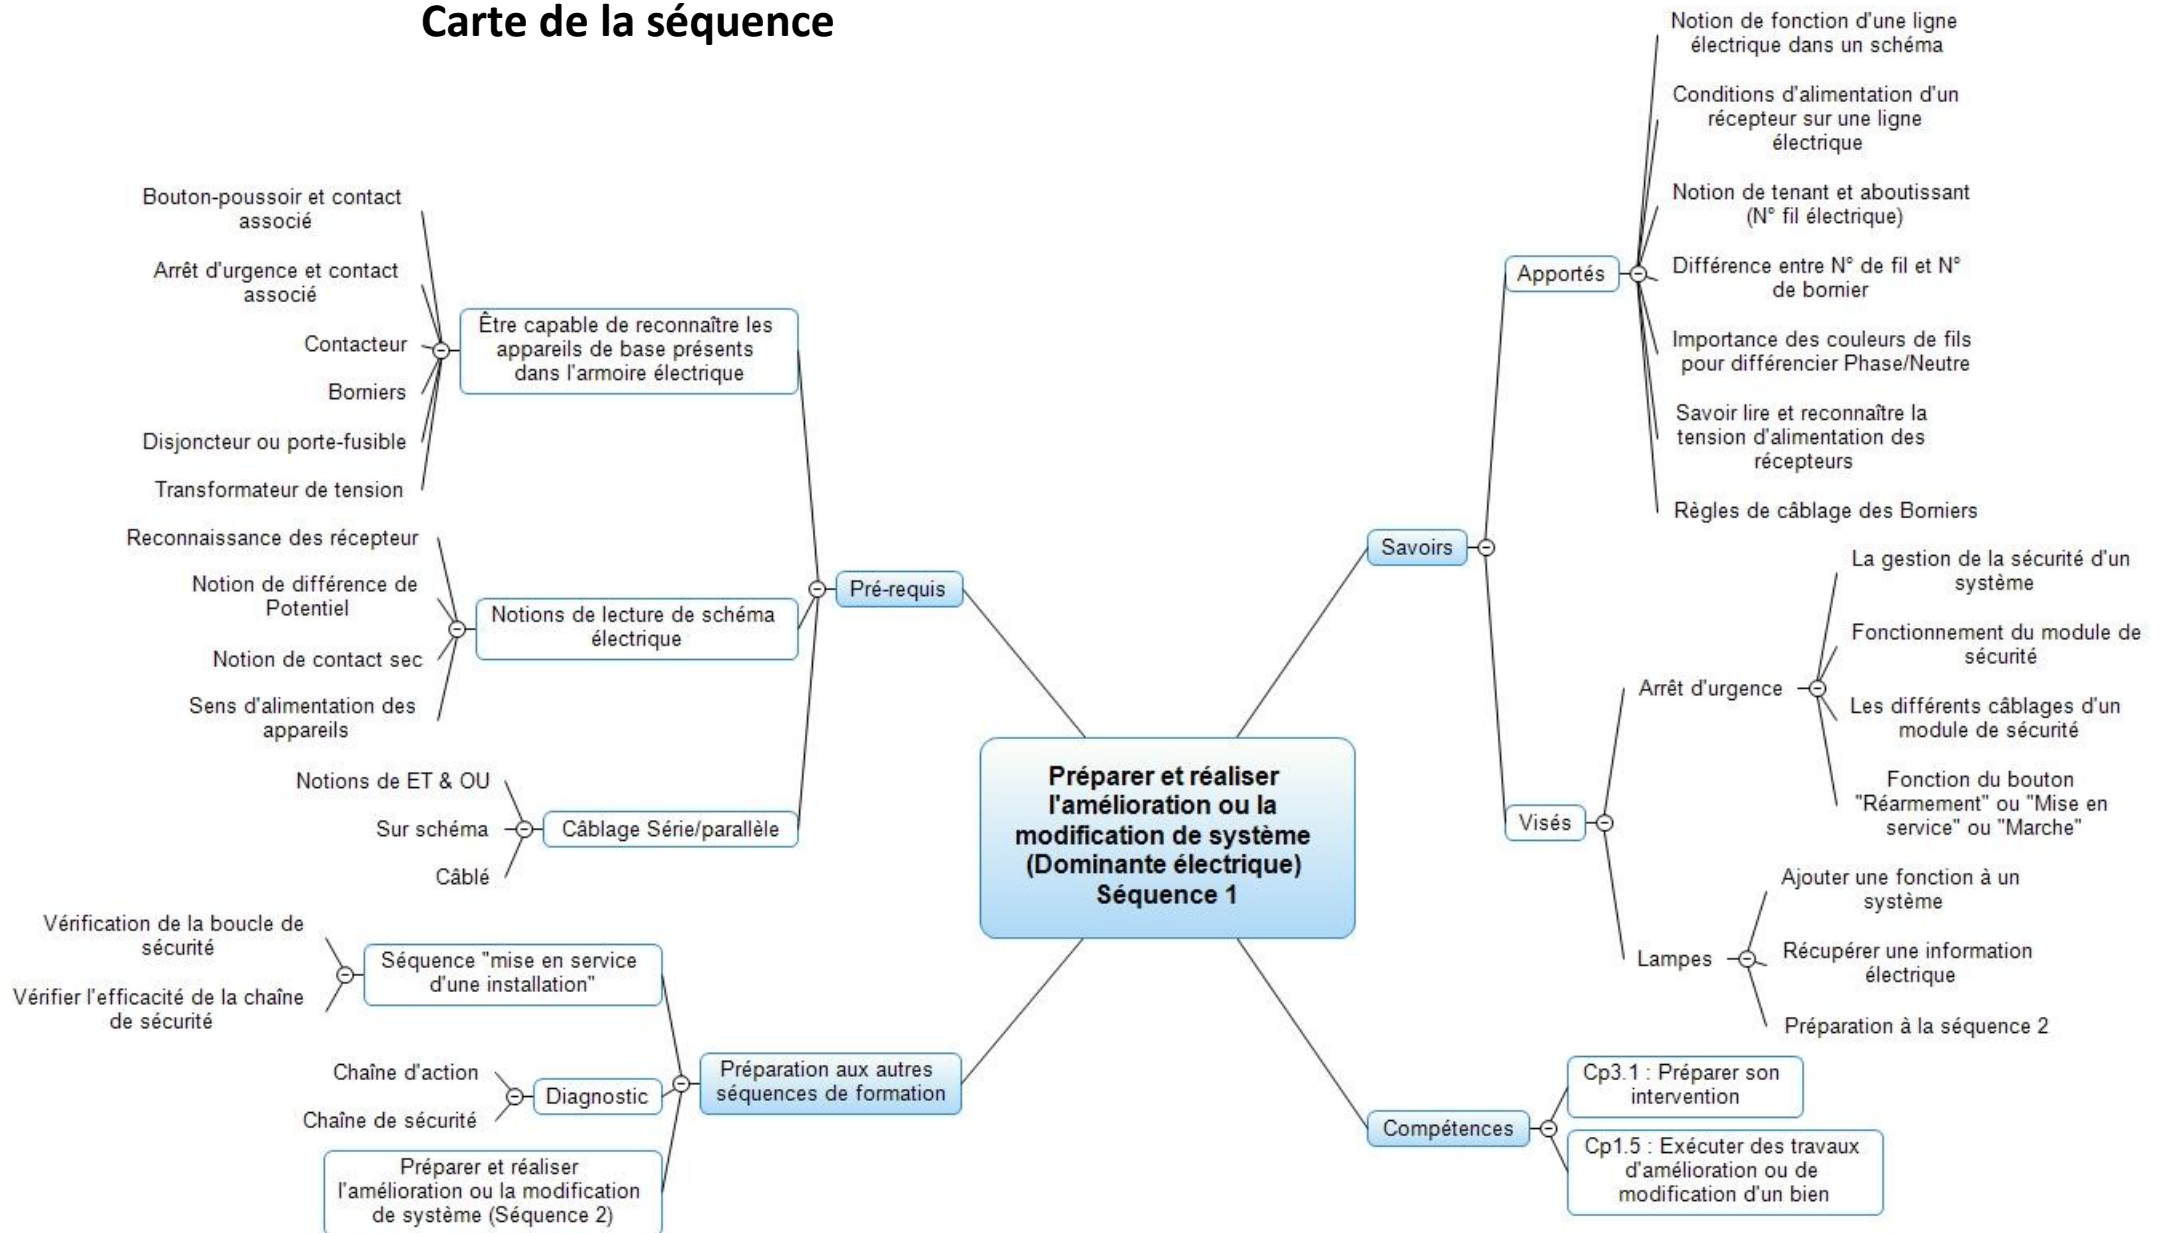 Carte de la séquence
Bouton-poussoir et contact
associé
Arrêt d'urgence et contact
associé
Contacteur
Borniers
Disjoncteur ou porte-fusible
Transformateur de tension
Être capable de reconnaître les
appareils de base présents
dans l'armoire électrique
Reconnaissance des récepteur
Notion de différence de
Potentiel
Notion de contact sec
Sens d'alimentation des
appareils
Notions de lecture de schéma
électrique
Notions de ET & OU
Sur schéma
Câblé
Câblage Série/parallèle
Pré-requis
Vérification de la boucle de
sécurité
Vérifier l'efficacité de la chaîne
de sécurité
Séquence "mise en service
d'une installation"
Chaîne d'action
Chaîne de sécurité
Diagnostic
Préparer et réaliser
l'amélioration ou la modification
de système (Séquence 2)
Préparation aux autres
séquences de formation
Préparer et réaliser
l'amélioration ou la
modification de système
(Dominante électrique)
Séquence 1
Savoirs
Apportés
Notion de fonction d'une ligne
électrique dans un schéma
Conditions d'alimentation d'un
récepteur sur une ligne
électrique
Notion de tenant et aboutissant
(N° fil électrique)
Différence entre N° de fil et N°
de bornier
Importance des couleurs de fils
pour différencier Phase/Neutre
Savoir lire et reconnaître la
tension d'alimentation des
récepteurs
Règles de câblage des Borniers
Visés
Arrêt d'urgence
La gestion de la sécurité d'un
système
Fonctionnement du module de
sécurité
Les différents câblages d'un
module de sécurité
Fonction du bouton
"Réarmement" ou "Mise en
service" ou "Marche"
Lampes
Ajouter une fonction à un
système
Récupérer une information
électrique
Préparation à la séquence 2
Compétences
Cp3.1 : Préparer son
intervention
Cp1.5 : Exécuter des travaux
d'amélioration ou de
modification d'un bien